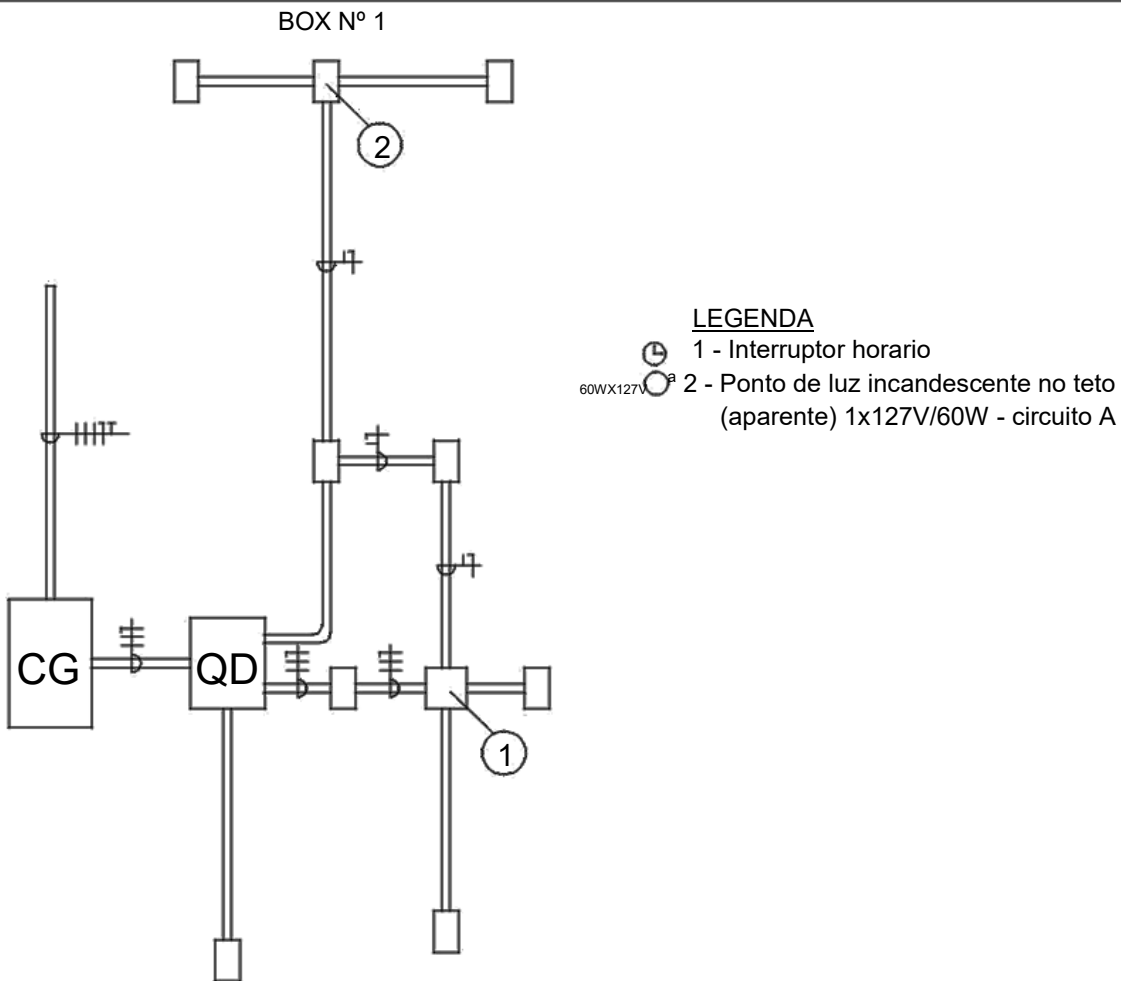 BOX Nº 1
2
LEGENDA
1 - Interruptor horario
60WX127V a 2 - Ponto de luz incandescente no teto
(aparente) 1x127V/60W - circuito A
CG
QD
1